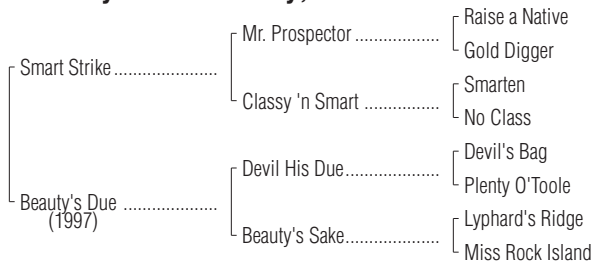 Raise a Native
Mr. Prospector ..................
Gold Digger
Smart Strike ......................
Smarten
Classy 'n Smart ................
No Class
Devil's Bag
Devil His Due....................
Plenty O'Toole
Beauty's Due ....................
(1997)
Lyphard's Ridge
Beauty's Sake....................
Miss Rock Island